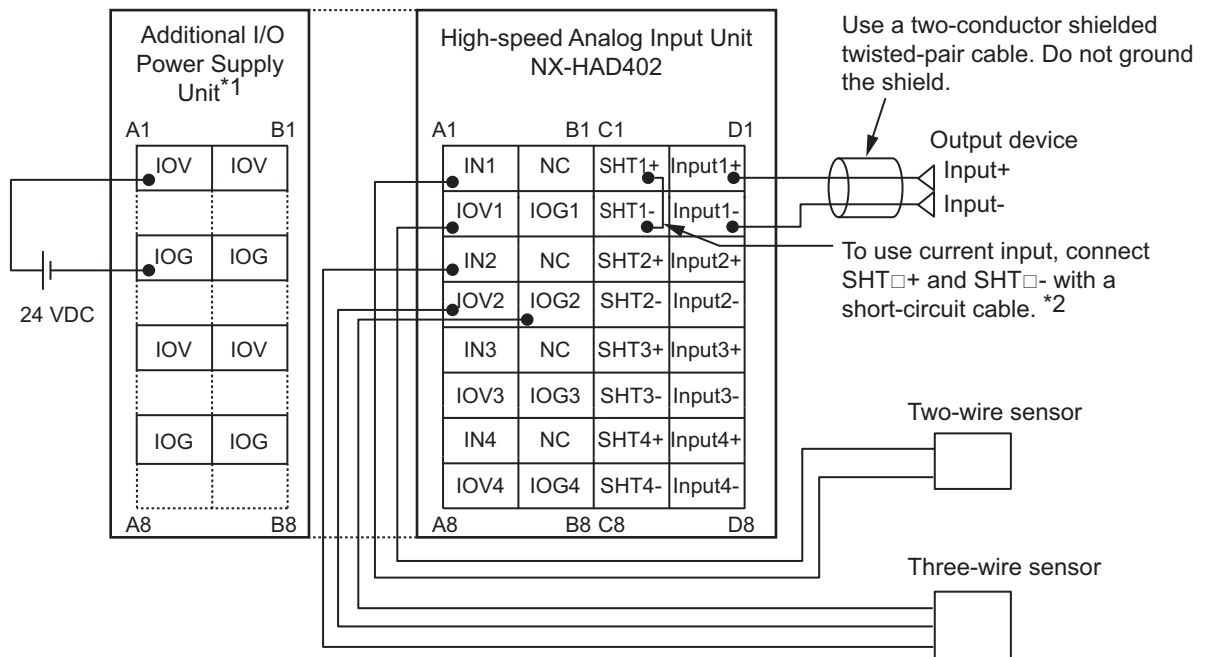 Additional I/O
Power Supply
Unit*1
A1 B1
IOV IOV
IOG IOG
IOV IOV
IOG IOG
A8 B8
24 VDC
High-speed Analog Input Unit
NX-HAD402
A1 B1 C1 D1
IN1 NC SHT1+ Input1+
IOV1 IOG1 SHT1- Input1-
IN2 NC SHT2+ Input2+
IOV2 IOG2 SHT2- Input2-
IN3 NC SHT3+ Input3+
IOV3 IOG3 SHT3- Input3-
IN4 NC SHT4+ Input4+
IOV4 IOG4 SHT4- Input4-
A8 B8 C8 D8
Use a two-conductor shielded
twisted-pair cable. Do not ground
the shield.
Output device
Input+
Input-
To use current input, connect
SHT□+ and SHT□- with a
short-circuit cable. *2
Two-wire sensor
Three-wire sensor